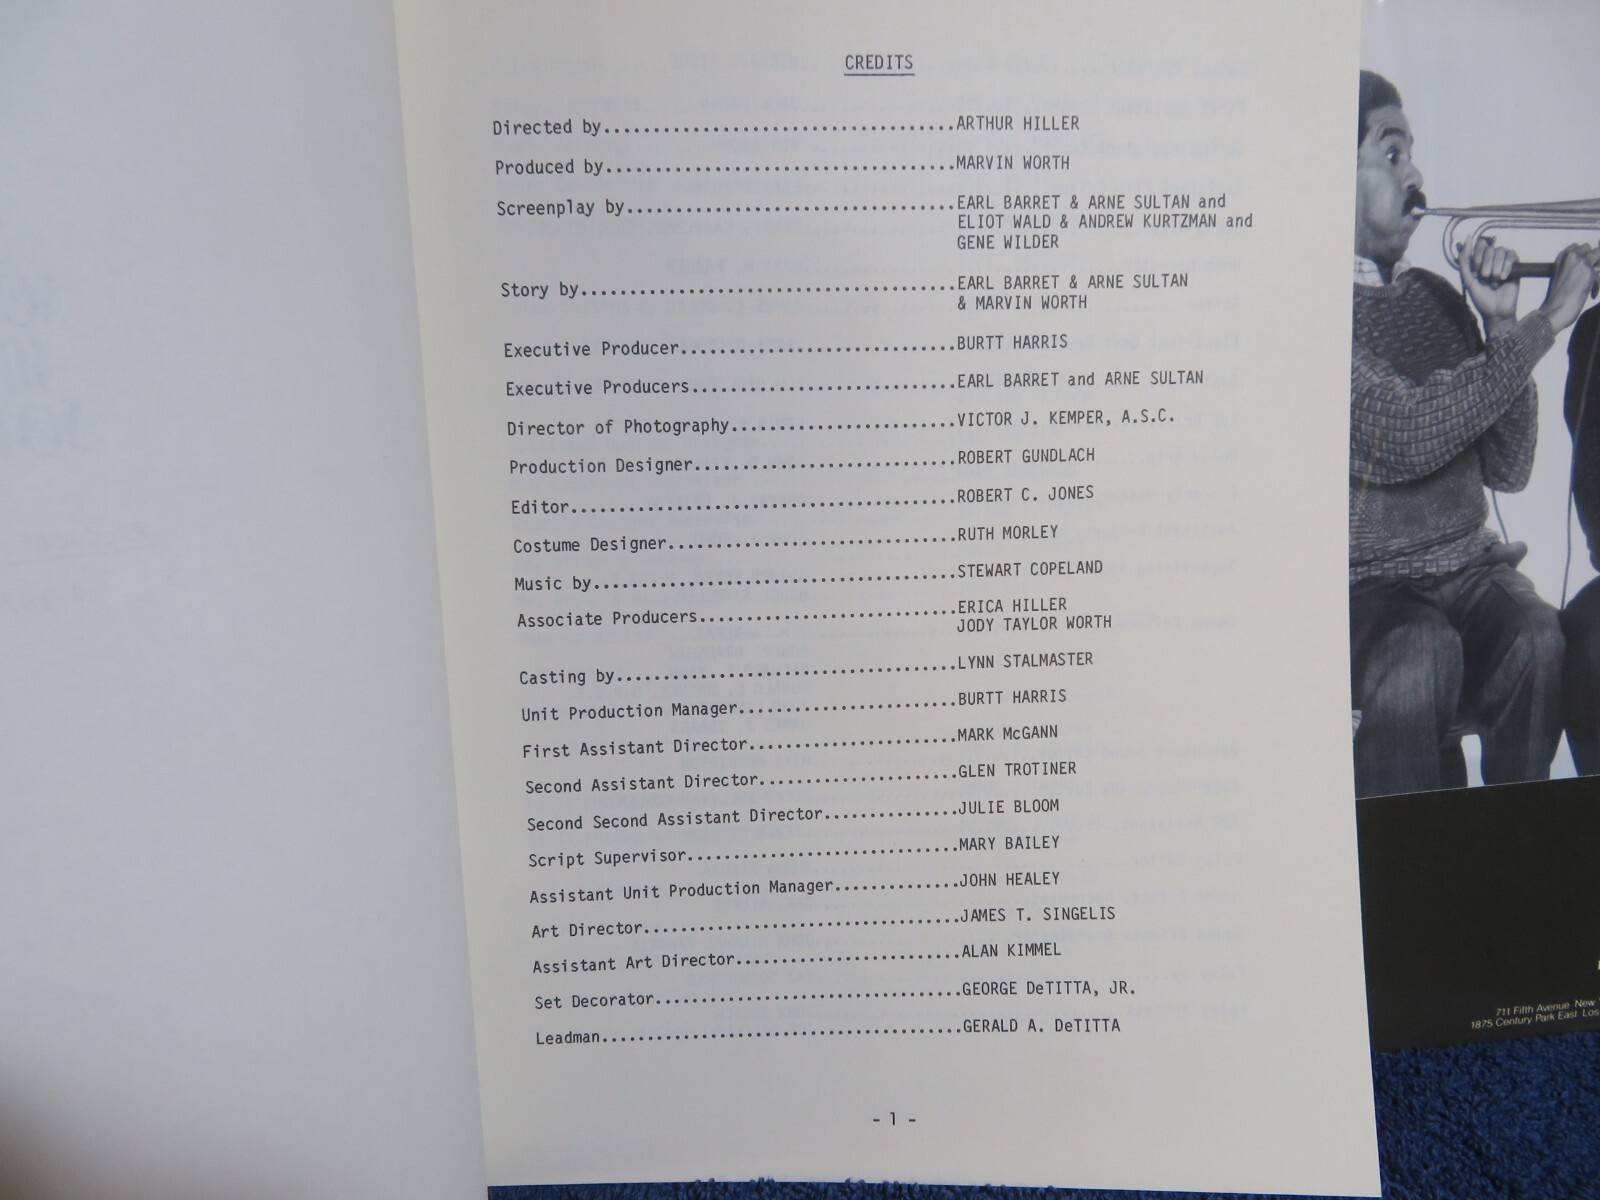 CREDITS
Directed by...................................ARTHUR HILLER
Produced by...................................MARVIN WORTH
Screenplay by.................................EARL BARRET & ARNE SULTAN and
ELIOT WALD & ANDREW KURTZMAN and
GENE WILDER
Story by......................................EARL BARRET & ARNE SULTAN
& MARVIN WORTH
Executive Producer............................BURTT HARRIS
Executive Producers...........................EARL BARRET and ARNE SULTAN
Director of Photography.......................VICTOR J. KEMPER, A.S.C.
Production Designer...........................ROBERT GUNDLACH
Editor.......................................ROBERT C. JONES
Costume Designer.............................RUTH MORLEY
Music by.....................................STEWART COPELAND
Associate Producers..........................ERICA HILLER
JODY TAYLOR WORTH
Casting by...................................LYNN STALMASTER
Unit Production Manager......................BURTT HARRIS
First Assistant Director.....................MARK McGANN
Second Assistant Director....................GLEN TROTINER
Second Second Assistant Director.............JULIE BLOOM
Script Supervisor............................MARY BAILEY
Assistant Unit Production Manager............JOHN HEALEY
Art Director.................................JAMES T. SINGELIS
Assistant Art Director.......................ALAN KIMMEL
Set Decorator................................GEORGE DeTITTA, JR.
Leadman......................................GERALD A. DeTITTA
- 1 -
711 Fifth Avenue New
1875 Century Park East Los